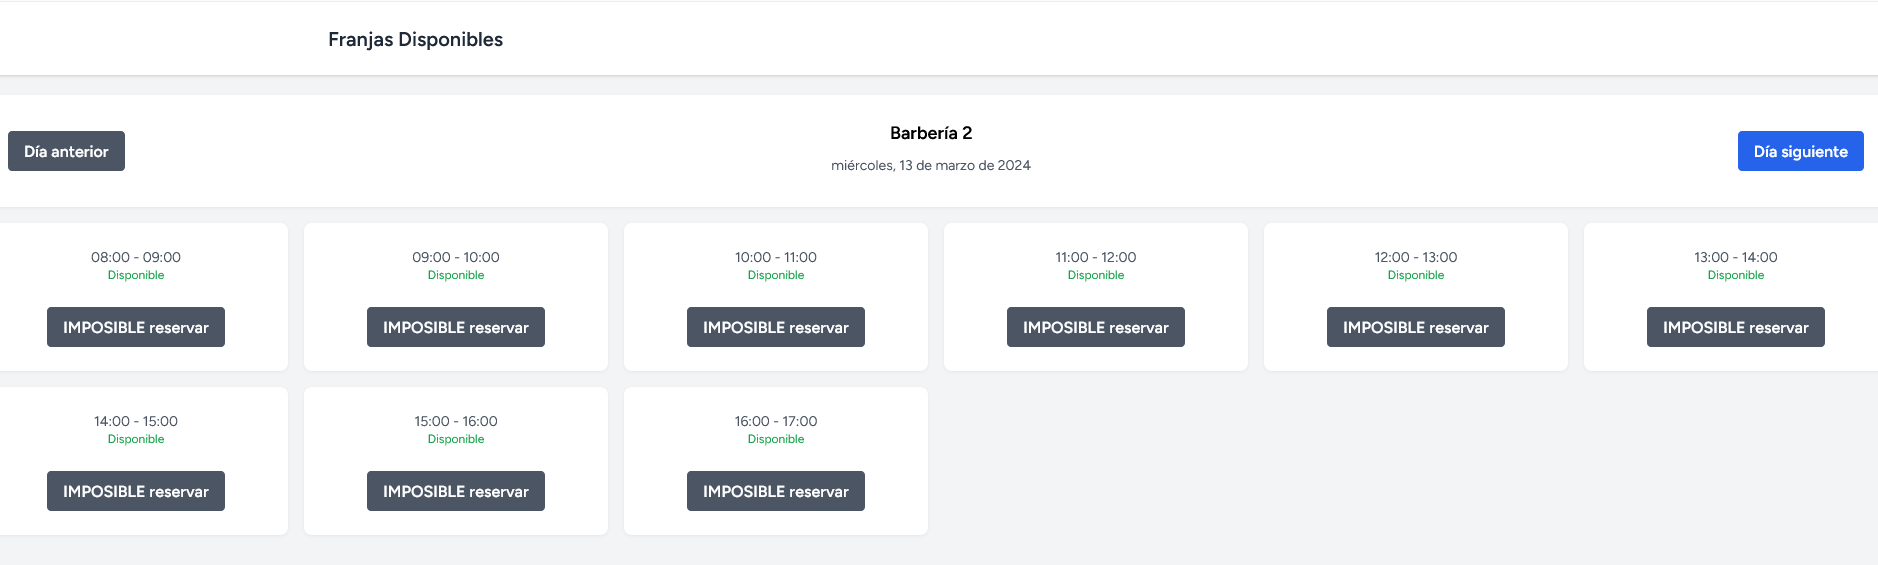 Franjas Disponibles
Día anterior
Barbería 2
miércoles, 13 de marzo de 2024
Día siguiente
08:00 - 09:00
Disponible
IMPOSIBLE reservar
09:00 - 10:00
Disponible
IMPOSIBLE reservar
10:00 - 11:00
Disponible
IMPOSIBLE reservar
11:00 - 12:00
Disponible
IMPOSIBLE reservar
12:00 - 13:00
Disponible
IMPOSIBLE reservar
13:00 - 14:00
Disponible
IMPOSIBLE reservar
14:00 - 15:00
Disponible
IMPOSIBLE reservar
15:00 - 16:00
Disponible
IMPOSIBLE reservar
16:00 - 17:00
Disponible
IMPOSIBLE reservar